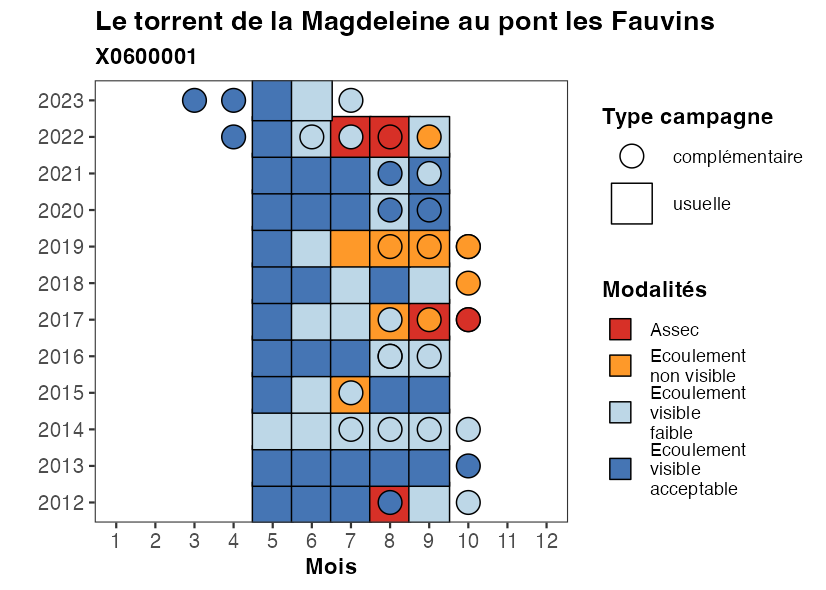 Le torrent de la Magdeleine au pont les Fauvins
X0600001
2023
2022
2021
2020
2019
2018
2017
2016
2015
2014
2013
2012
1 2 3 4 5 6 7 8 9 10 11 12
Mois
Type campagne
complémentaire
usuelle
Modalités
Assec
Ecoulement
non visible
Ecoulement
visible
faible
Ecoulement
visible
acceptable